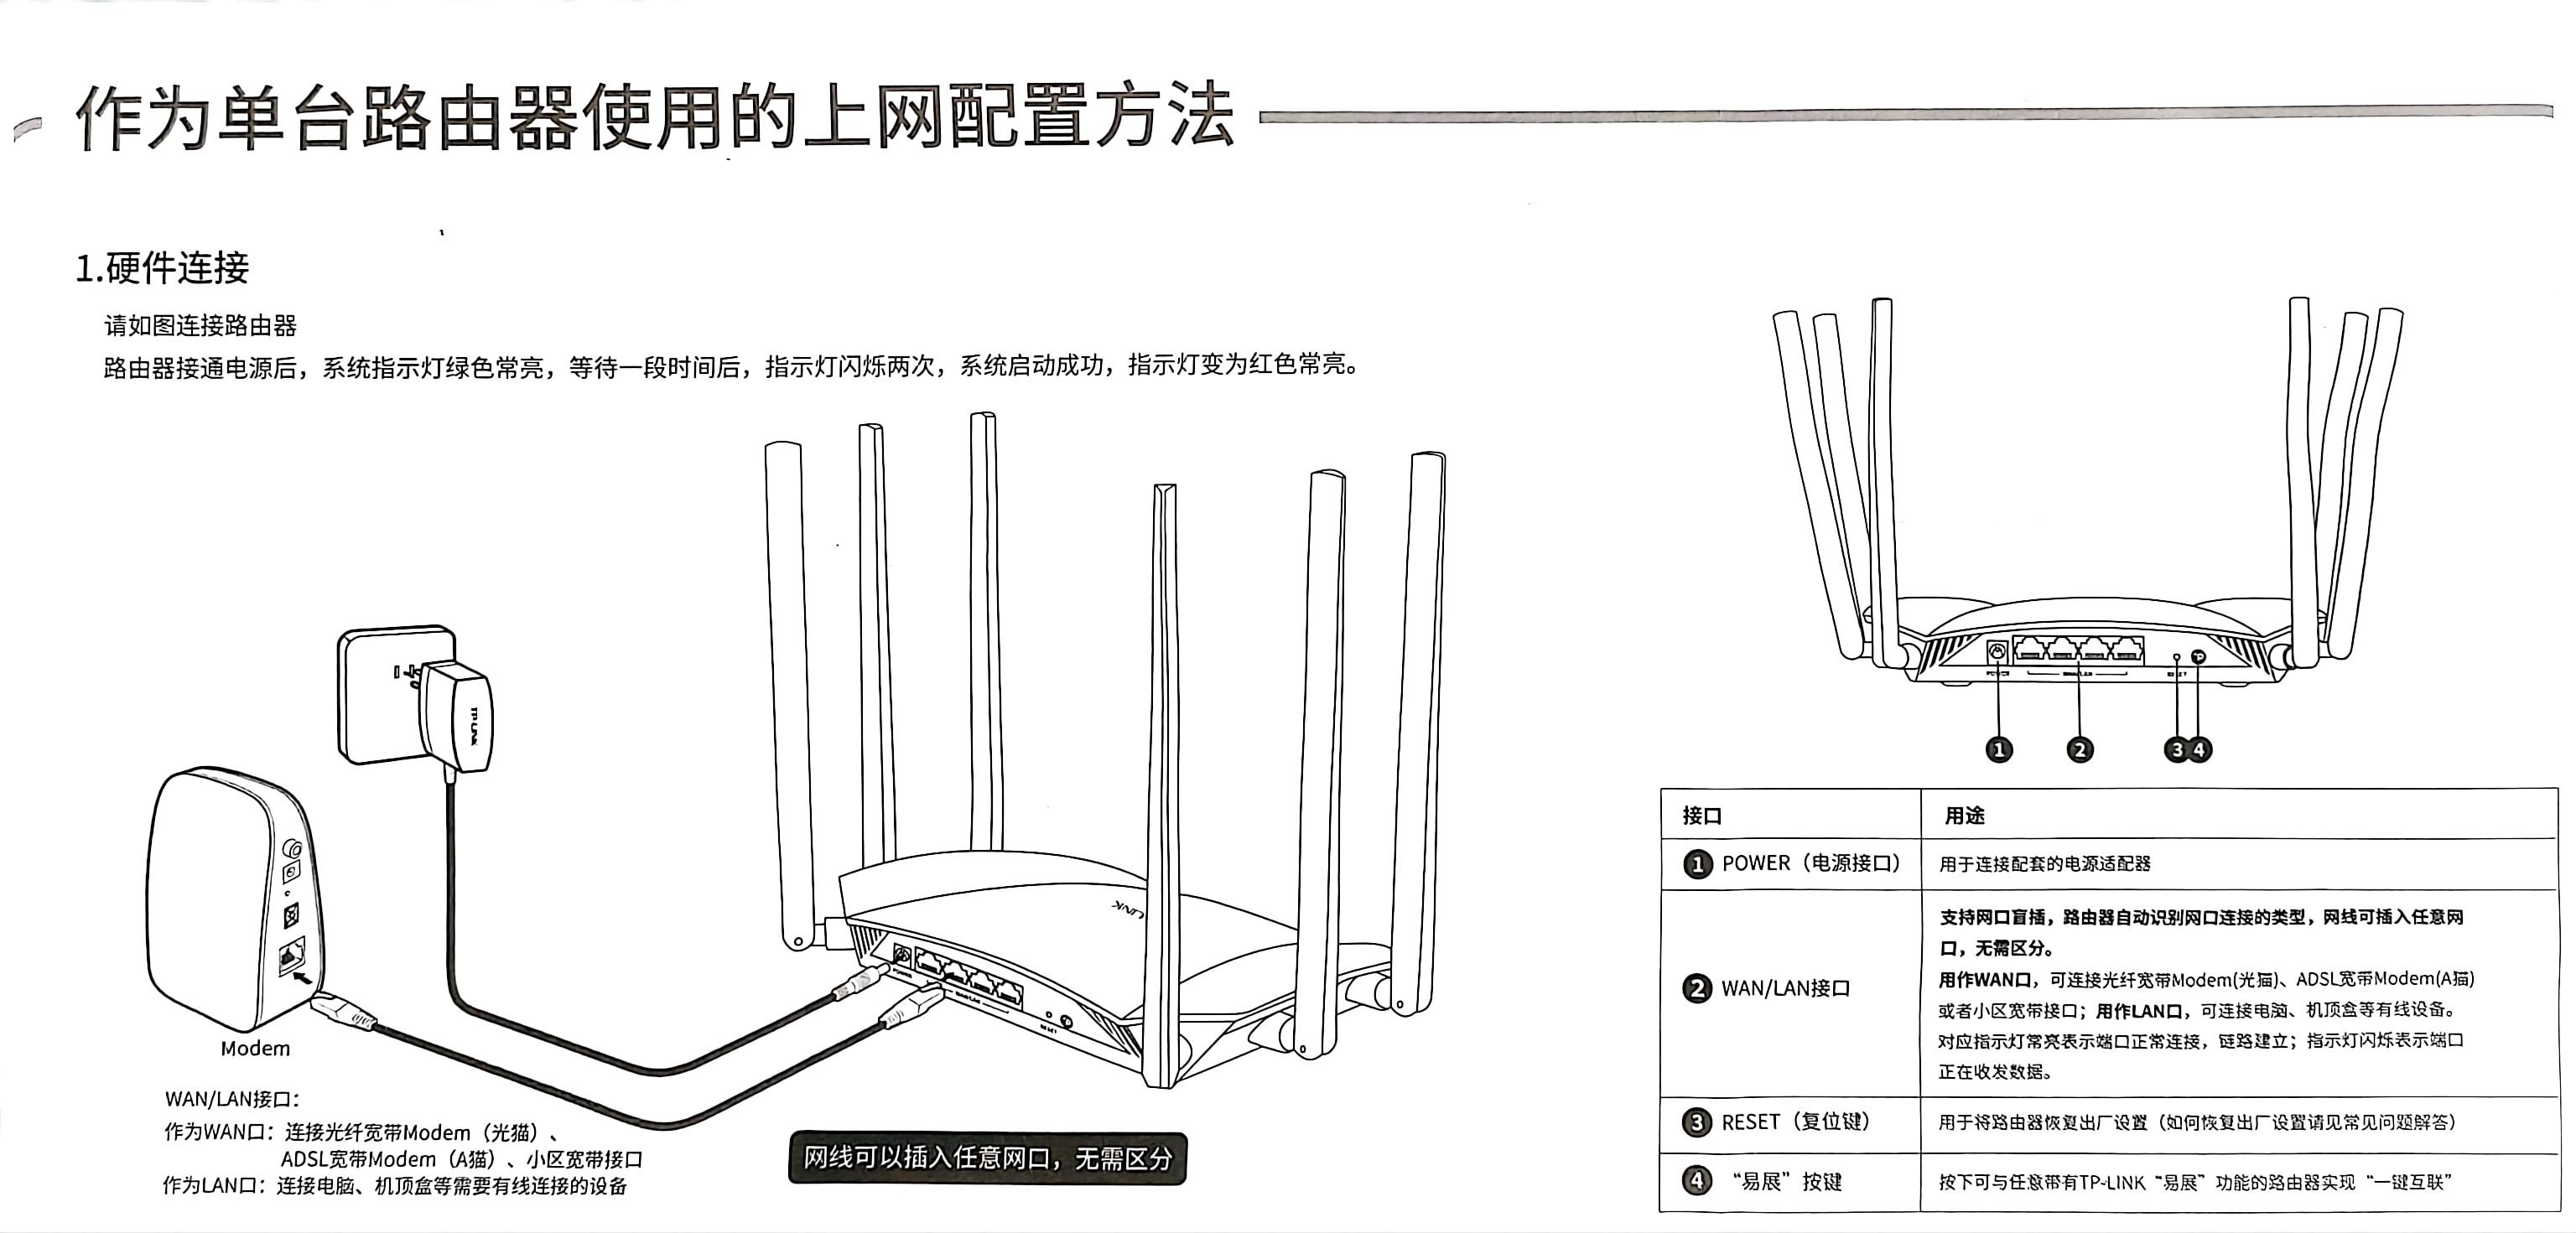 作为单台路由器使用的上网配置方法
1.硬件连接
请如图连接路由器
路由器接通电源后，系统指示灯绿色常亮，等待一段时间后，指示灯闪烁两次，系统启动成功，指示灯变为红色常亮。
TP-LINK
LINK
POWER
RESET
Modem
WAN/LAN接口：
作为WAN口：连接光纤宽带Modem（光猫）、
ADSL宽带Modem（A猫）、小区宽带接口
作为LAN口：连接电脑、机顶盒等需要有线连接的设备
网线可以插入任意网口，无需区分
POWER
WAN/LAN
RESET
1
2
3 4
接口 用途
1 POWER（电源接口） 用于连接配套的电源适配器
2 WAN/LAN接口
支持网口盲插，路由器自动识别网口连接的类型，网线可插入任意网
口，无需区分。
用作WAN口，可连接光纤宽带Modem(光猫)、ADSL宽带Modem(A猫)
或者小区宽带接口；用作LAN口，可连接电脑、机顶盒等有线设备。
对应指示灯常亮表示端口正常连接，链路建立；指示灯闪烁表示端口
正在收发数据。
3 RESET（复位键） 用于将路由器恢复出厂设置（如何恢复出厂设置请见常见问题解答）
4 “易展”按键 按下可与任意带有TP-LINK“易展”功能的路由器实现“一键互联”